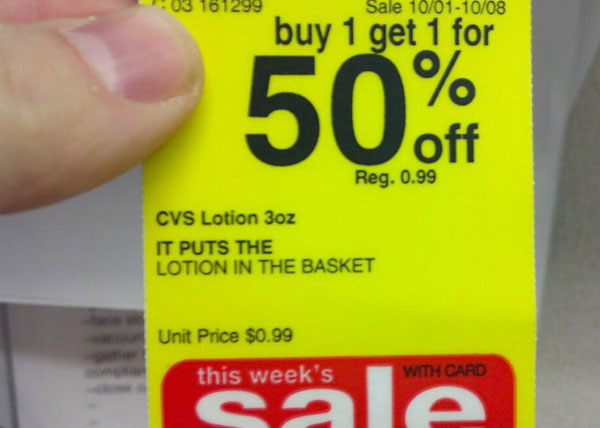 C 03 161299
Sale 10/01-10/08
buy 1 get 1 for
50% off
Reg. 0.99
CVS Lotion 3oz
IT PUTS THE
LOTION IN THE BASKET
Unit Price $0.99
this week's
WITH CARD
sale